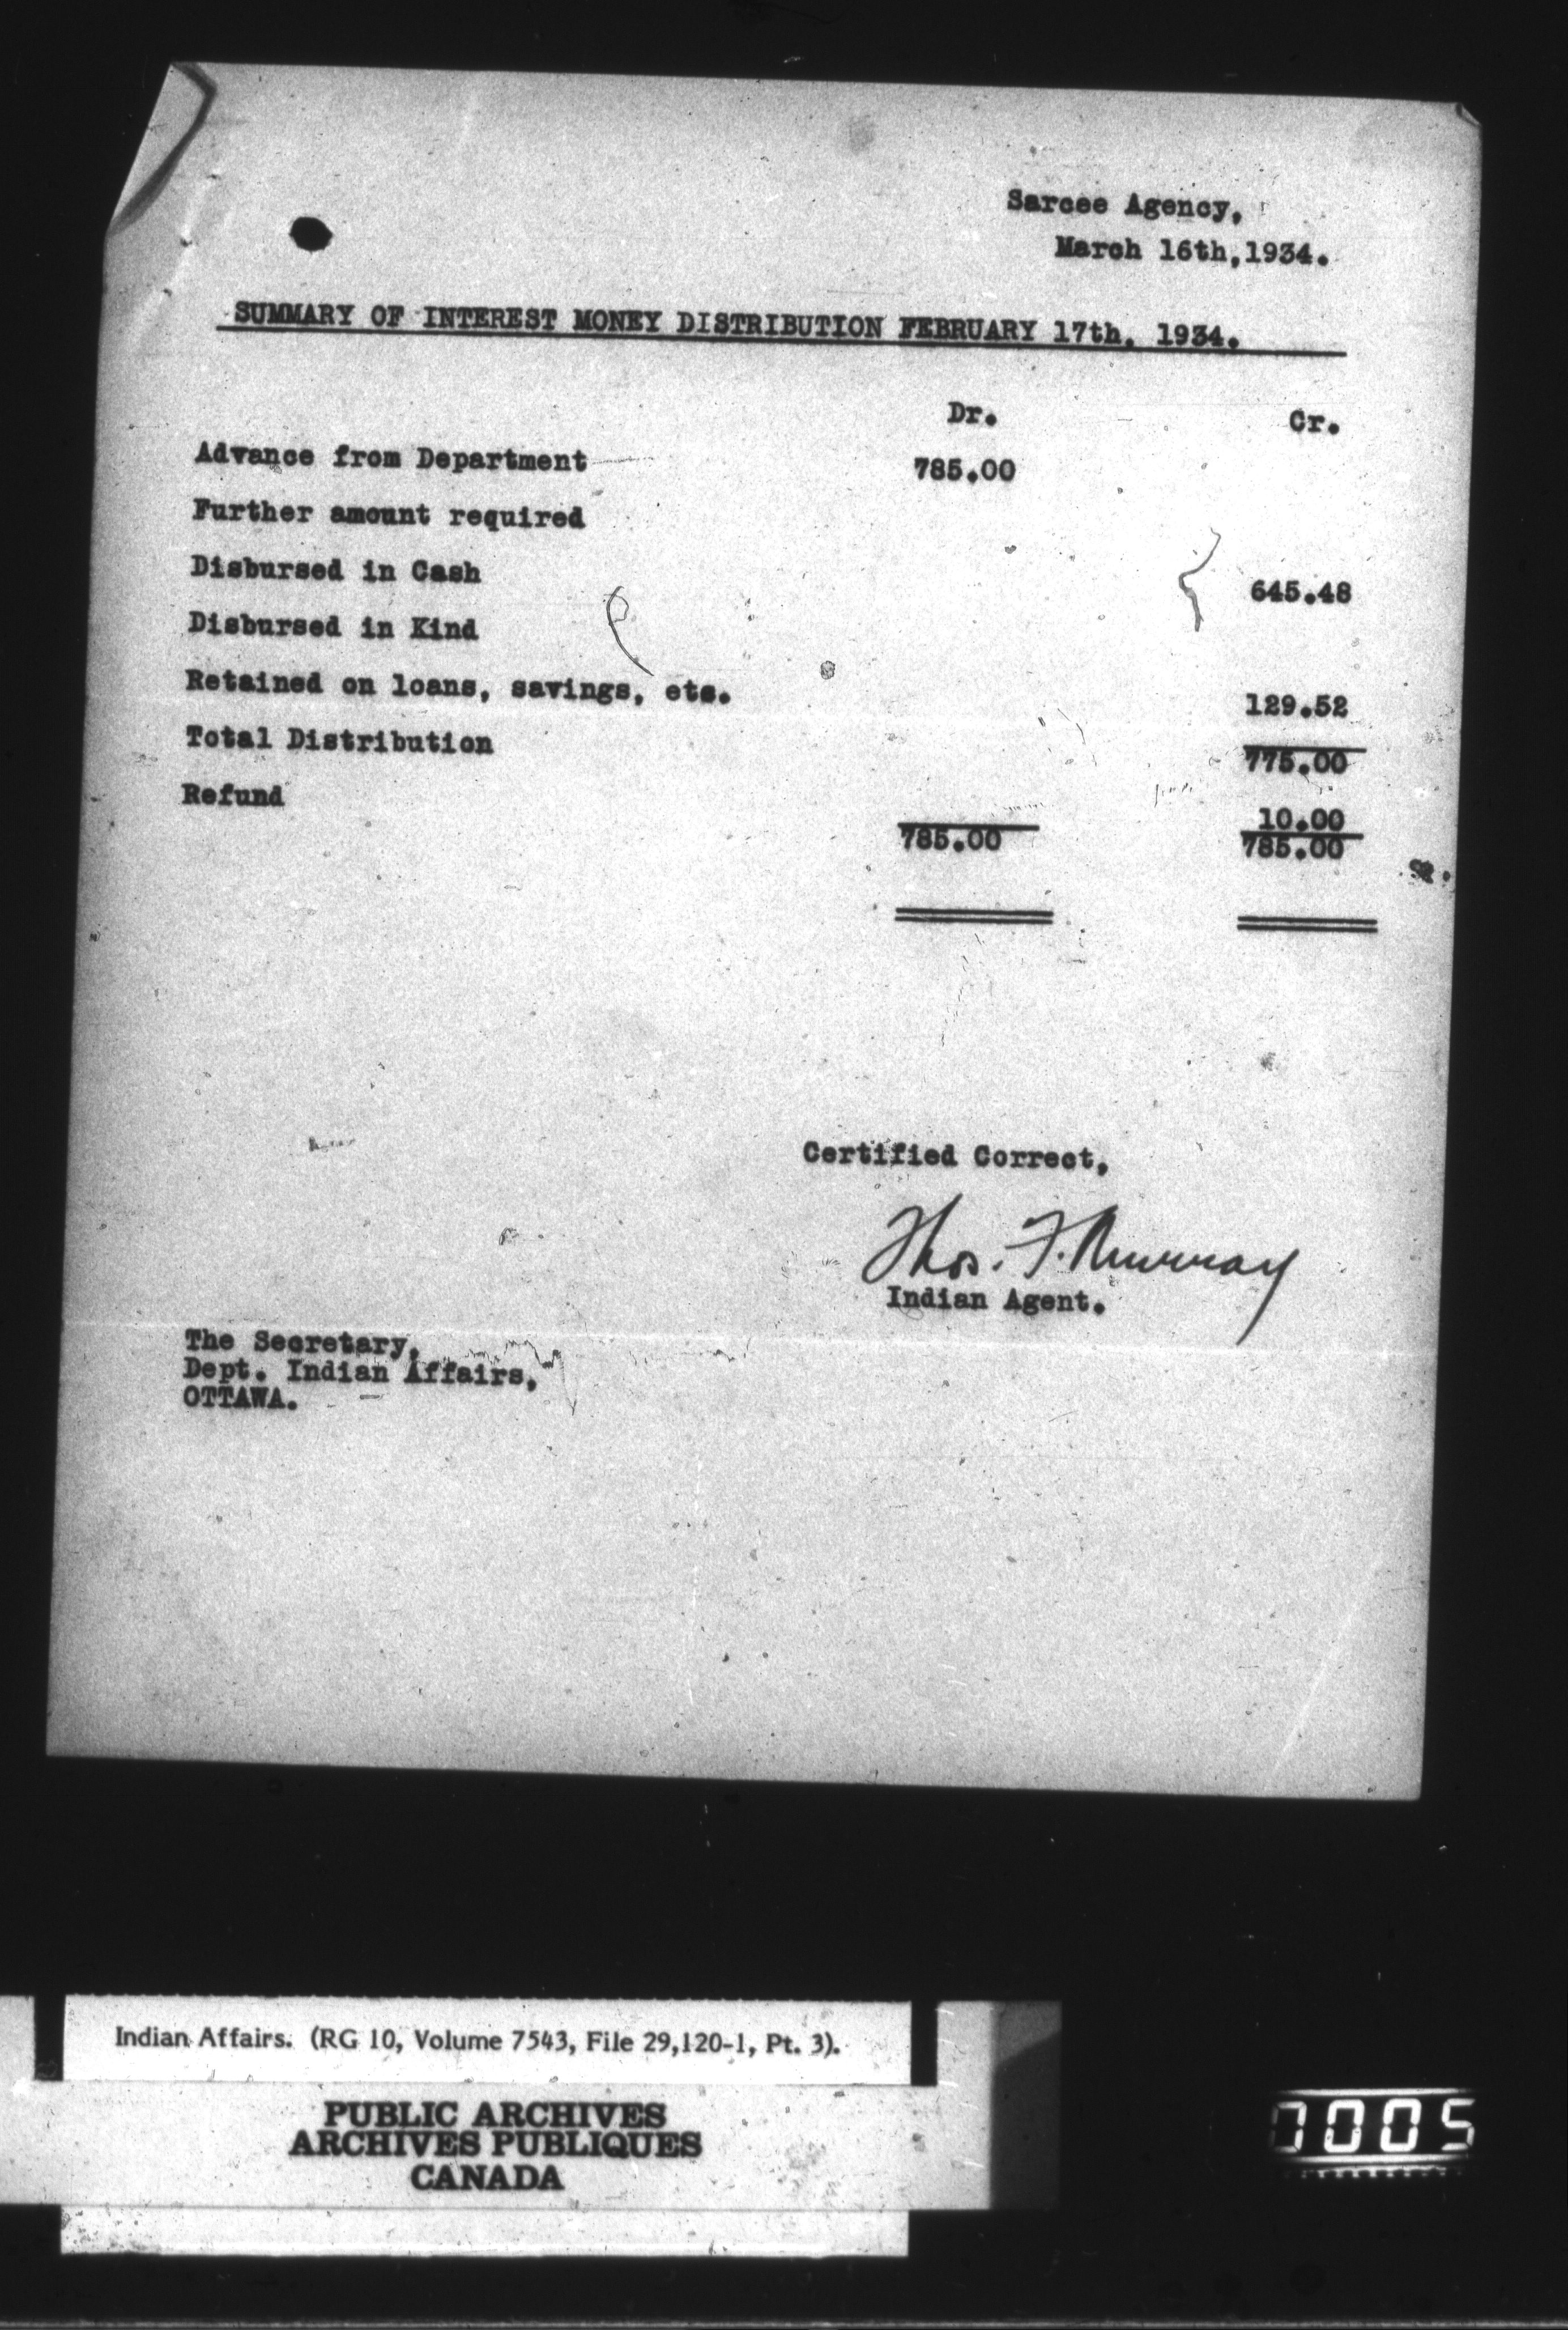 Sarcee Agency,
March 16th,1934.
SUMMARY OF INTEREST MONEY DISTRIBUTION FEBRUARY 17th, 1934.
Dr. Cr.
Advance from Department 785.00
Further amount required
Disbursed in Cash 645.48
Disbursed in Kind
Retained on loans, savings, etc. 129.52
Total Distribution 775.00
Refund 10.00
785.00 785.00
Certified Correct,
Thos. F. Murray
Indian Agent.
The Secretary,
Dept. Indian Affairs,
OTTAWA.
Indian Affairs. (RG 10, Volume 7543, File 29,120-1, Pt. 3).
PUBLIC ARCHIVES
ARCHIVES PUBLIQUES
CANADA
0005